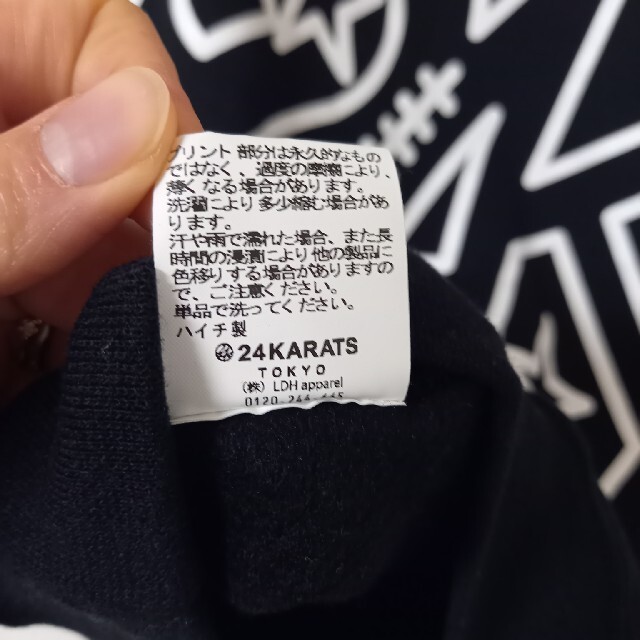 プリント 部分は永久的なもの
ではなく、過度の摩擦により、
薄く なる場合があります。
洗濯により 多少縮む場合があ
ります。
汗や雨で濡れた場合、また長
時間の浸漬により他の製品に
色移りする場合がありますの
で、ご注意ください。
単品で洗ってください。
ハイチ製
24KARATS
TOKYO
（株）LDH apparel
0120